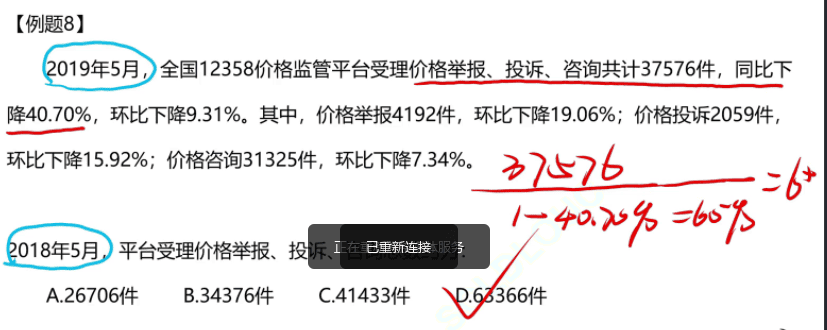 【例题8】
2019年5月，全国12358价格监管平台受理价格举报、投诉、咨询共计37576件，同比下
降40.70%，环比下降9.31%。其中，价格举报4192件，环比下降19.06%；价格投诉2059件，
环比下降15.92%；价格咨询31325件，环比下降7.34%。
37576
1-40.70% =60-% =6+
2018年5月，平台受理价格举报、投诉、
正在 已重新连接 服务
A.26706件 B.34376件 C.41433件 D.63366件